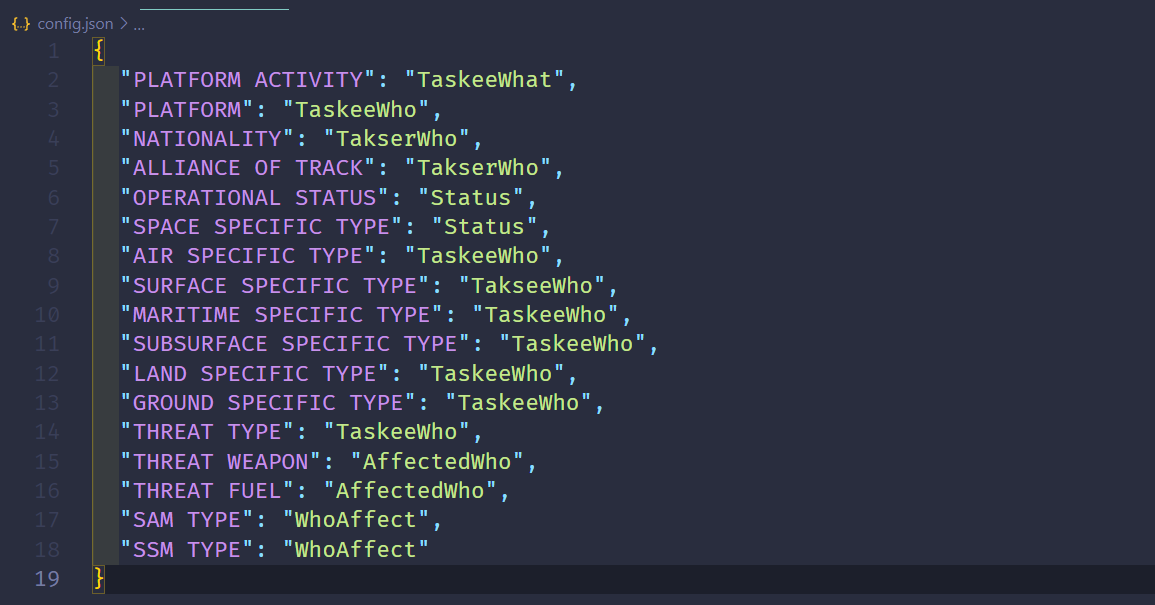 {..} config.json > ...
1 {
2 "PLATFORM ACTIVITY": "TaskeeWhat",
3 "PLATFORM": "TaskeeWho",
4 "NATIONALITY": "TakserWho",
5 "ALLIANCE OF TRACK": "TakserWho",
6 "OPERATIONAL STATUS": "Status",
7 "SPACE SPECIFIC TYPE": "Status",
8 "AIR SPECIFIC TYPE": "TaskeeWho",
9 "SURFACE SPECIFIC TYPE": "TakseeWho",
10 "MARITIME SPECIFIC TYPE": "TaskeeWho",
11 "SUBSURFACE SPECIFIC TYPE": "TaskeeWho",
12 "LAND SPECIFIC TYPE": "TaskeeWho",
13 "GROUND SPECIFIC TYPE": "TaskeeWho",
14 "THREAT TYPE": "TaskeeWho",
15 "THREAT WEAPON": "AffectedWho",
16 "THREAT FUEL": "AffectedWho",
17 "SAM TYPE": "WhoAffect",
18 "SSM TYPE": "WhoAffect"
19 }